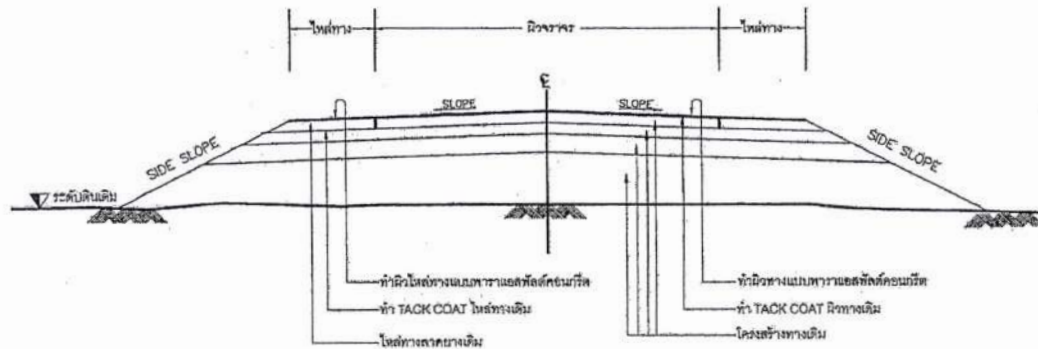 ไหล่ทาง ผิวจราจร ไหล่ทาง
℄
SLOPE SLOPE
SIDE SLOPE SIDE SLOPE
ระดับดินเดิม
ทำผิวไหล่ทางแบบพาราแอสฟัลต์คอนกรีต ทำผิวทางแบบพาราแอสฟัลต์คอนกรีต
ทำ TACK COAT ไหล่ทางเดิม ทำ TACK COAT ผิวทางเดิม
ไหล่ทางลาดยางเดิม โครงสร้างทางเดิม